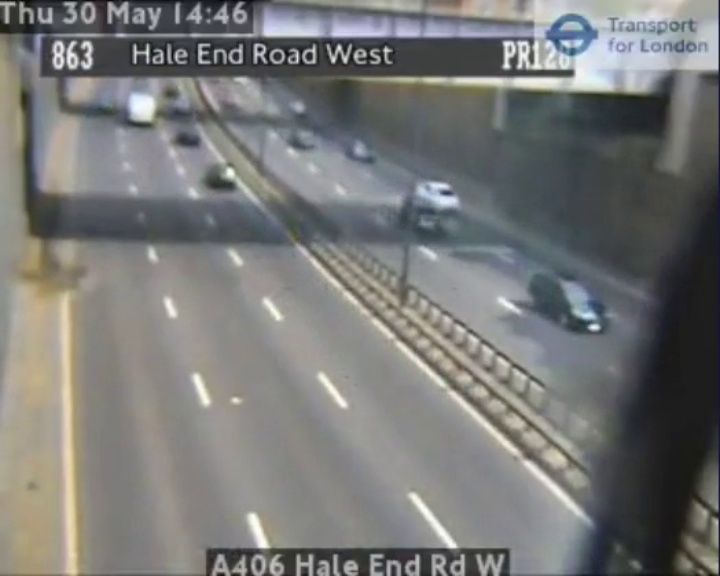 Thu 30 May 14:46
Transport
for London
863 Hale End Road West
A406 Hale End Rd W